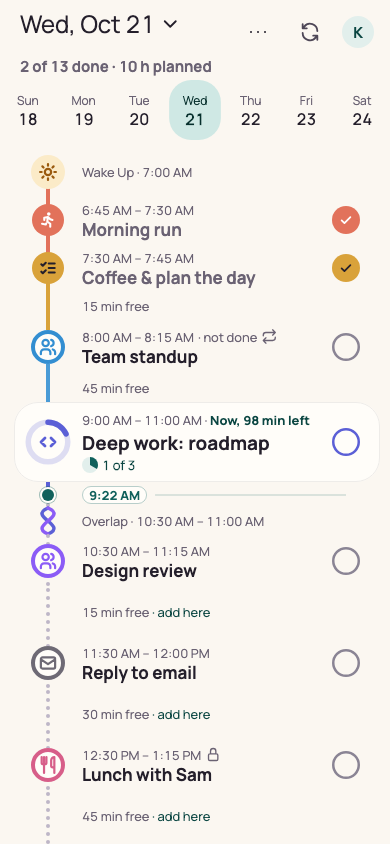 Wed, Oct 21
...
K
2 of 13 done · 10 h planned
Sun Mon Tue Wed Thu Fri Sat
18 19 20 21 22 23 24
Wake Up · 7:00 AM
6:45 AM – 7:30 AM
Morning run
7:30 AM – 7:45 AM
Coffee & plan the day
15 min free
8:00 AM – 8:15 AM · not done
Team standup
45 min free
9:00 AM – 11:00 AM · Now, 98 min left
Deep work: roadmap
1 of 3
9:22 AM
Overlap · 10:30 AM – 11:00 AM
10:30 AM – 11:15 AM
Design review
15 min free · add here
11:30 AM – 12:00 PM
Reply to email
30 min free · add here
12:30 PM – 1:15 PM
Lunch with Sam
45 min free · add here